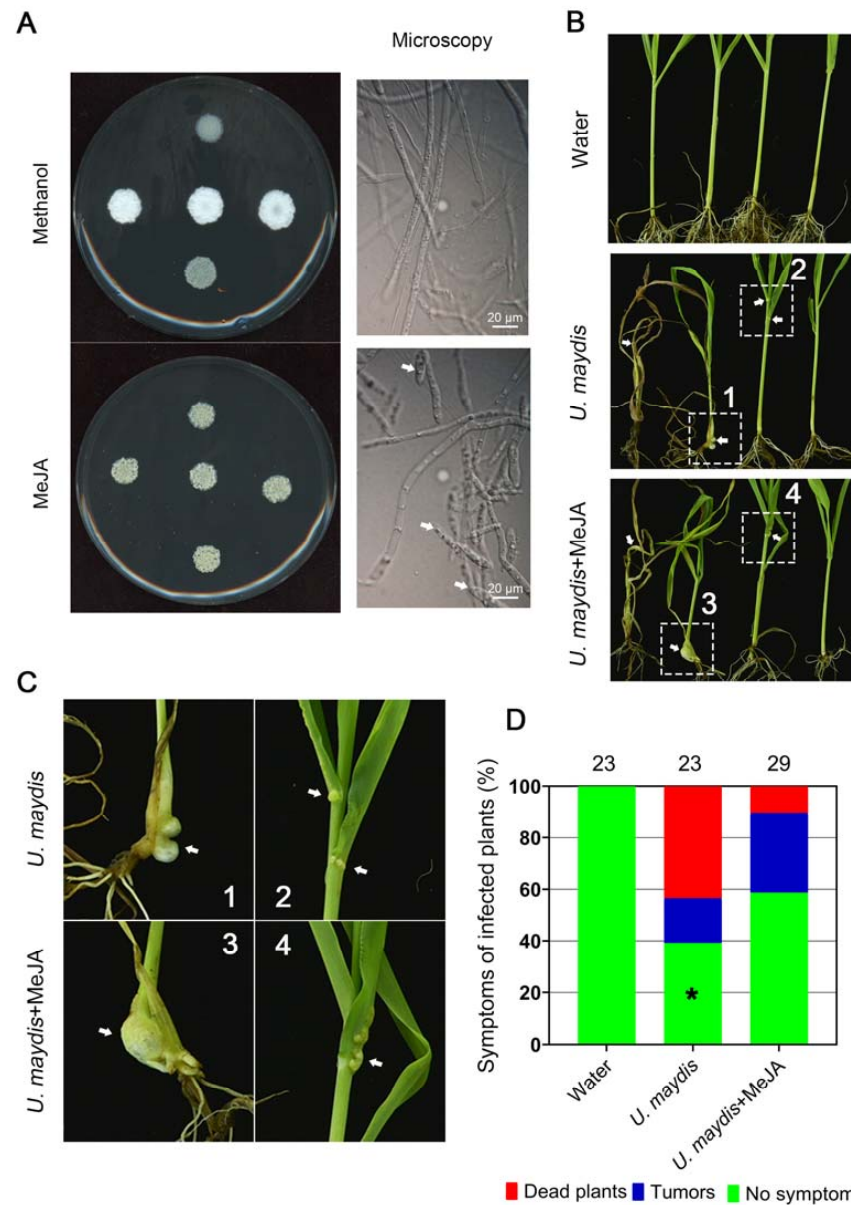 A
Microscopy
Methanol
20 µm
MeJA
20 µm
B
Water
U. maydis
1
2
U. maydis+MeJA
3
4
C
U. maydis
1
2
U. maydis+MeJA
3
4
D
23
23
29
Symptoms of infected plants (%)
100
80
60
40
20
0
*
Water
U. maydis
U. maydis+MeJA
Dead plants
Tumors
No symptom